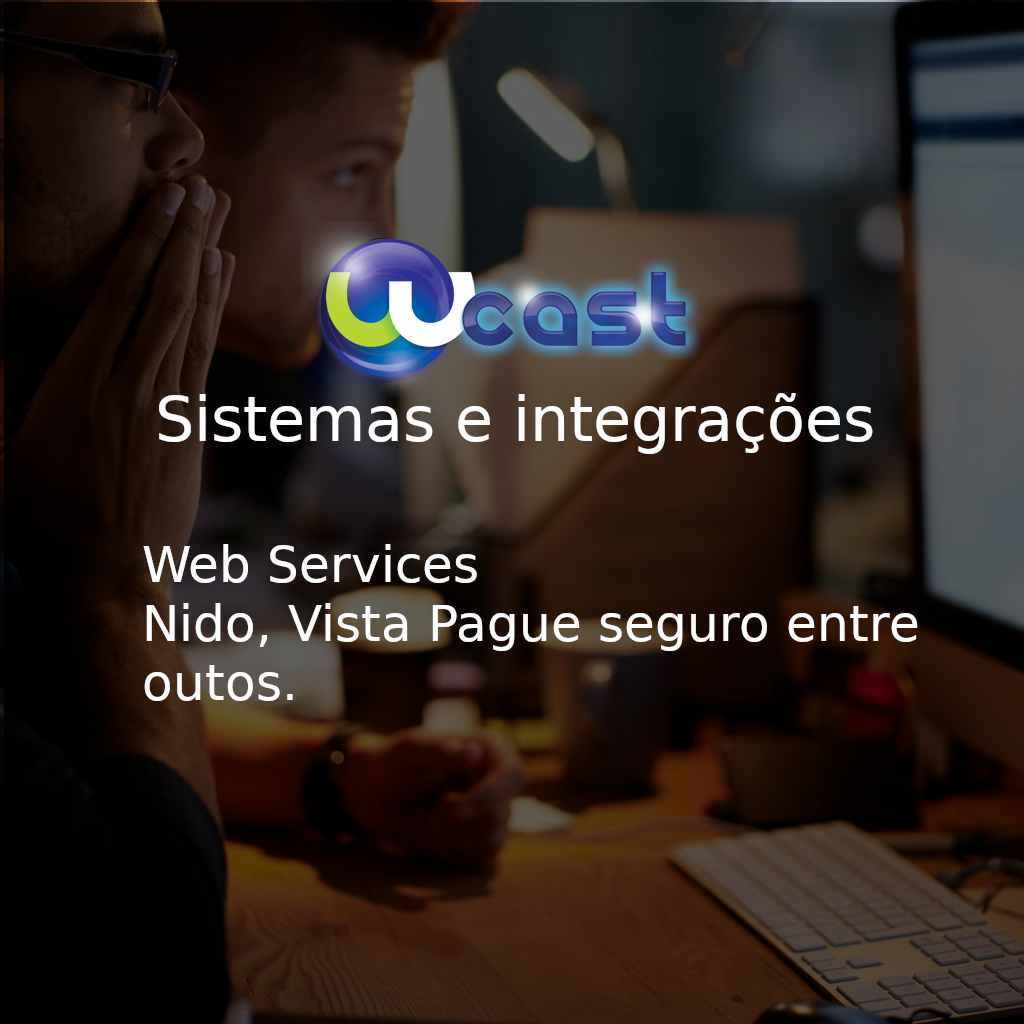 Wcast
Sistemas e integrações
Web Services
Nido, Vista Pague seguro entre
outos.